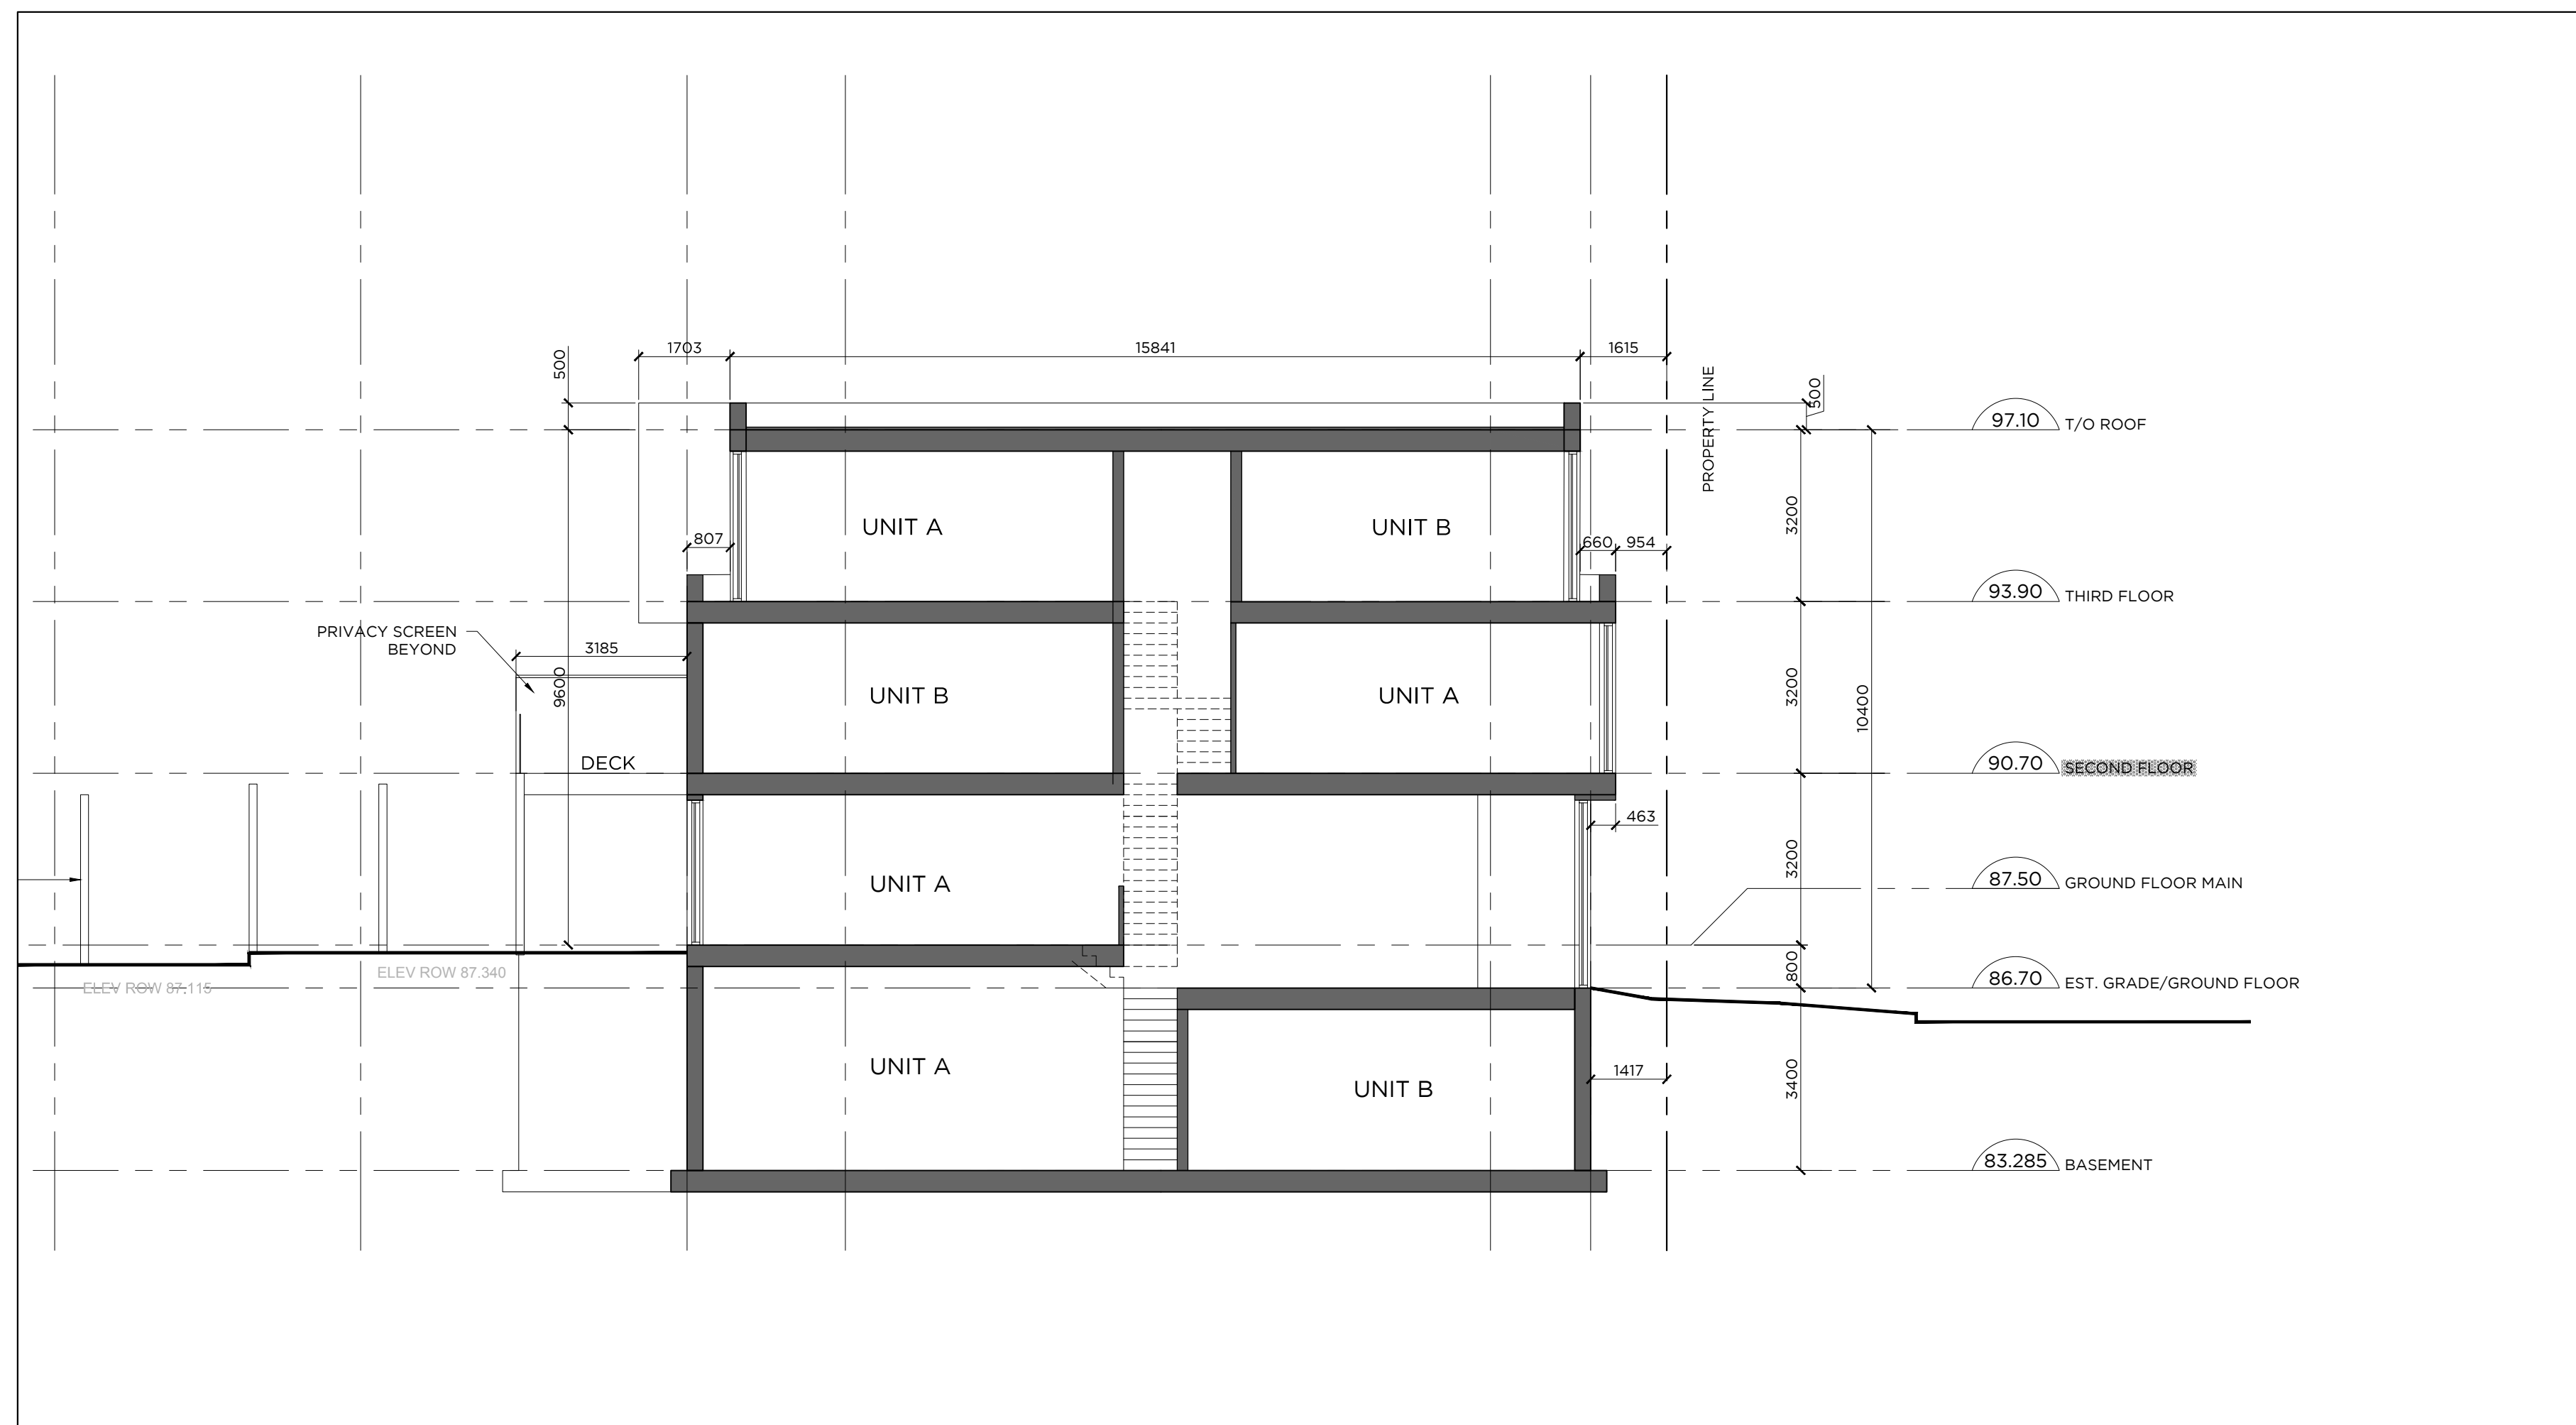 1703
15841
1615
500
500
PROPERTY LINE
97.10
T/O ROOF
3200
UNIT A
UNIT B
807
660
954
93.90
THIRD FLOOR
PRIVACY SCREEN
BEYOND
3185
9600
UNIT B
UNIT A
3200
10400
DECK
90.70
SECOND FLOOR
463
3200
UNIT A
87.50
GROUND FLOOR MAIN
ELEV ROW 87.340
ELEV ROW 87.115
800
86.70
EST. GRADE/GROUND FLOOR
UNIT A
UNIT B
1417
3400
83.285
BASEMENT